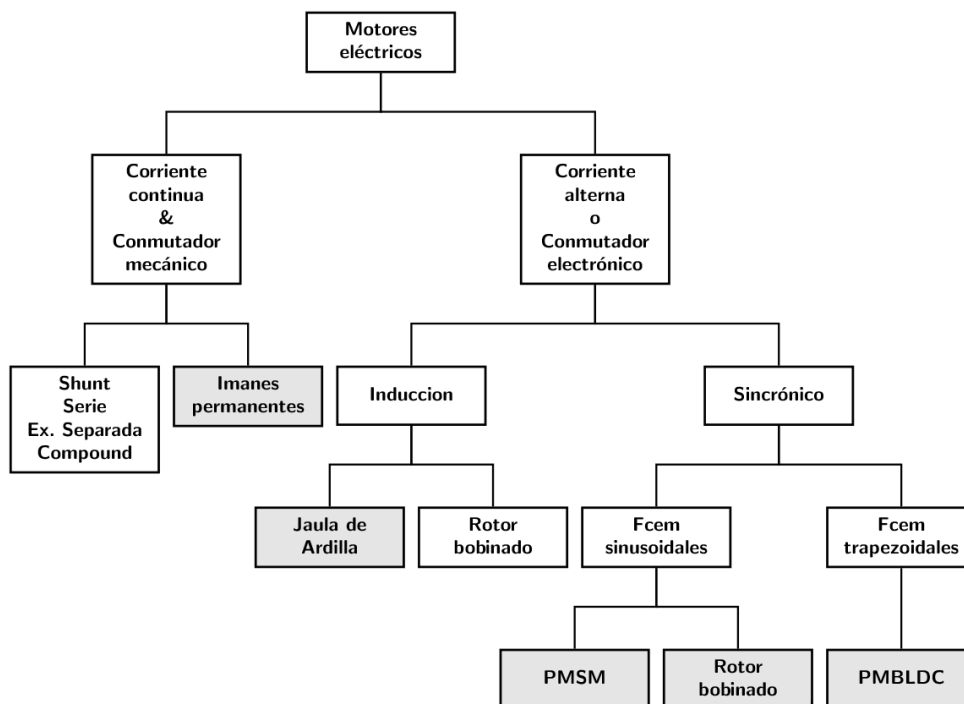 Motores
eléctricos
Corriente
continua
&
Conmutador
mecánico
Corriente
alterna
o
Conmutador
electrónico
Shunt
Serie
Ex. Separada
Compound
Imanes
permanentes
Induccion
Sincrónico
Jaula de
Ardilla
Rotor
bobinado
Fcem
sinusoidales
Fcem
trapezoidales
PMSM
Rotor
bobinado
PMBLDC